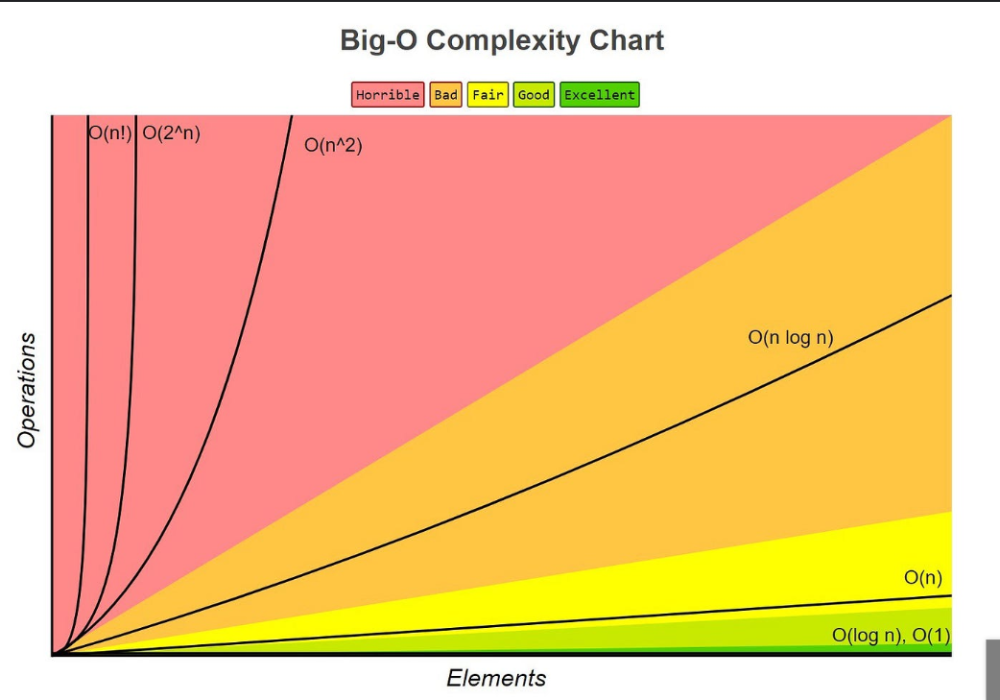 Big-O Complexity Chart
Horrible Bad Fair Good Excellent
O(n!) O(2^n)
O(n^2)
O(n log n)
O(n)
O(log n), O(1)
Operations
Elements